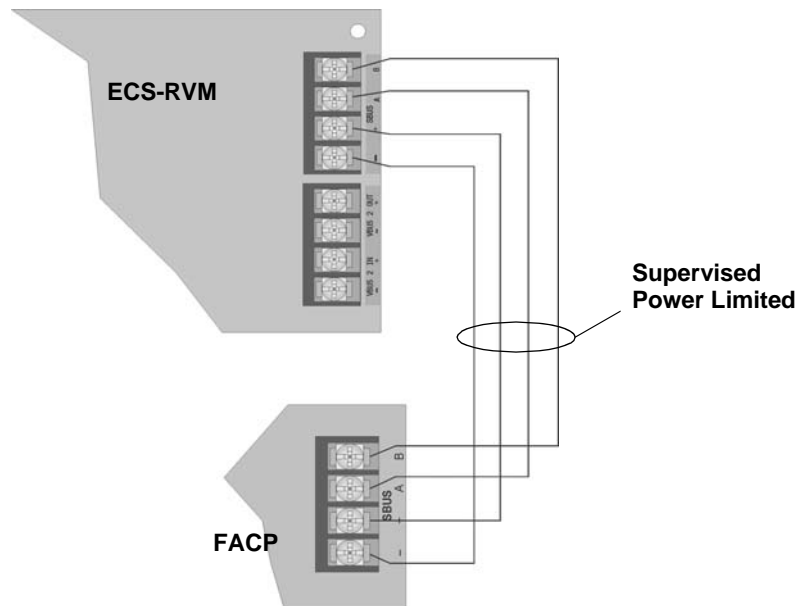 ECS-RVM
B
A
SBUS
+
–
VBUS 2 OUT
+
–
VBUS 2 IN
+
–
Supervised
Power Limited
FACP
B
A
SBUS
+
–